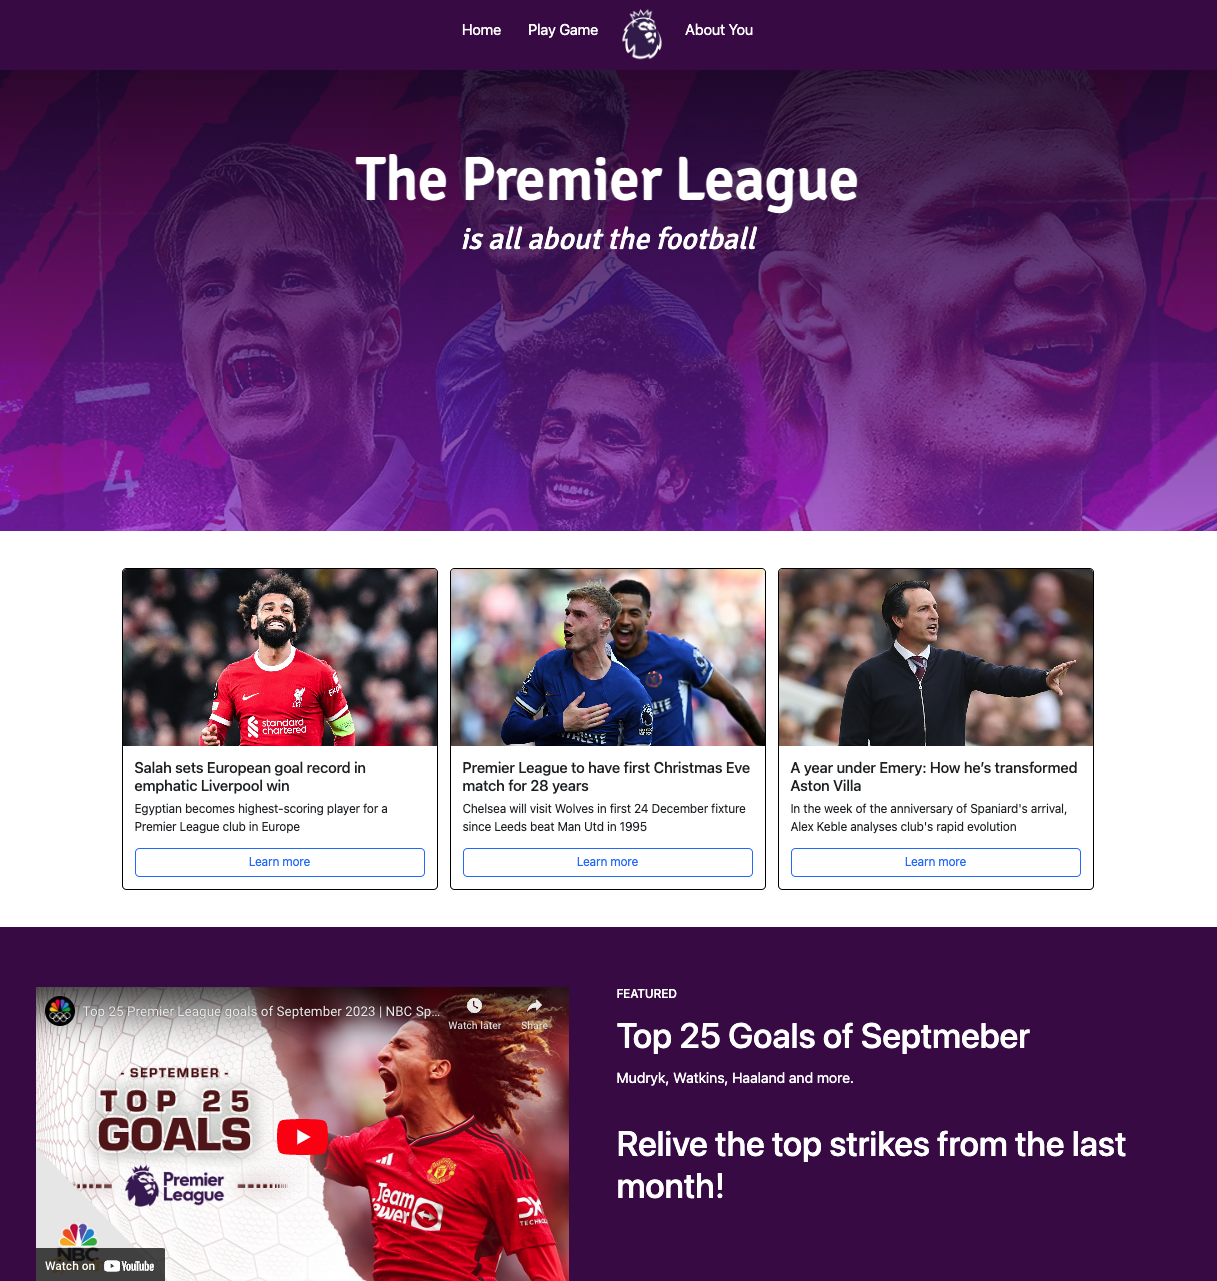 Home Play Game About You
The Premier League
is all about the football
4
standard
chartered
Salah sets European goal record in
emphatic Liverpool win
Egyptian becomes highest-scoring player for a
Premier League club in Europe
Learn more
Premier League to have first Christmas Eve
match for 28 years
Chelsea will visit Wolves in first 24 December fixture
since Leeds beat Man Utd in 1995
Learn more
A year under Emery: How he’s transformed
Aston Villa
In the week of the anniversary of Spaniard's arrival,
Alex Keble analyses club's rapid evolution
Learn more
Top 25 Premier League goals of September 2023 | NBC Sp...
Watch later
Share
- SEPTEMBER -
TOP 25
GOALS
Premier
League
NBC
Watch on YouTube
FEATURED
Top 25 Goals of Septmeber
Mudryk, Watkins, Haaland and more.
Relive the top strikes from the last
month!